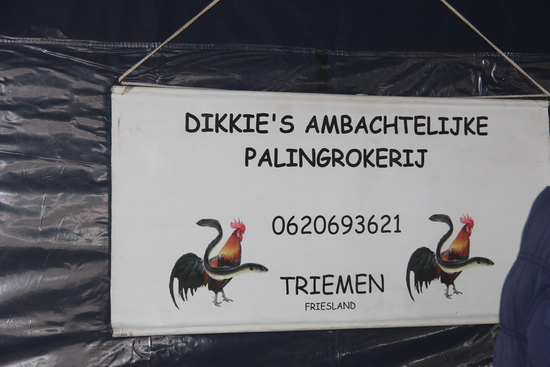 DIKKIE'S AMBACHTELIJKE
PALINGROKERIJ
0620693621
TRIEMEN
FRIESLAND